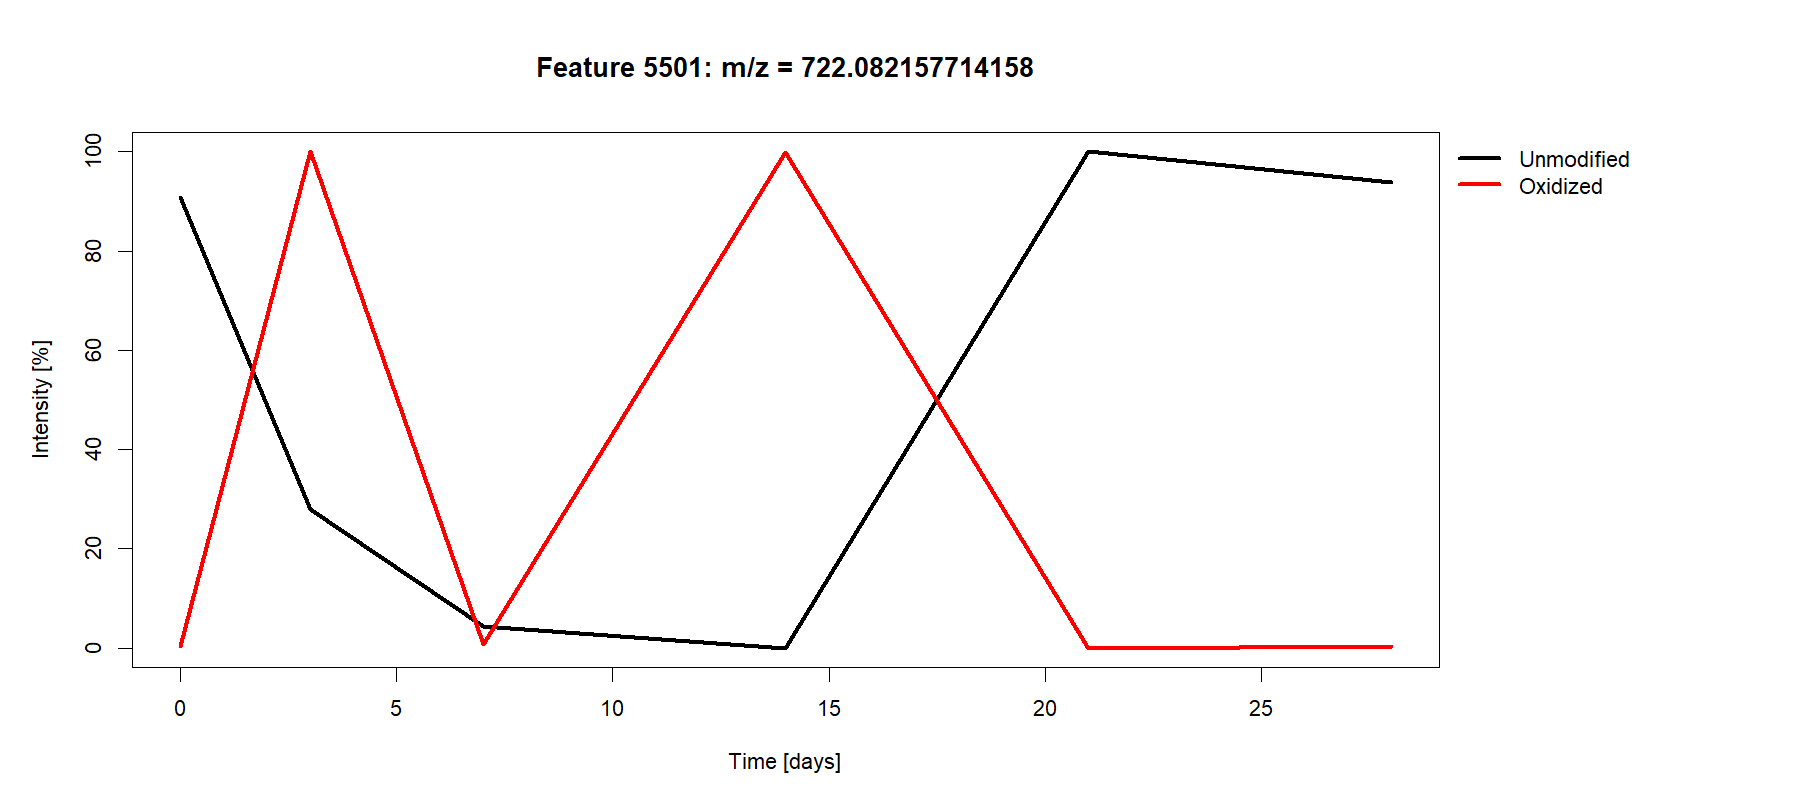 Feature 5501: m/z = 722.082157714158
Unmodified
Oxidized
Intensity [%]
100
80
60
40
20
0
0 5 10 15 20 25
Time [days]